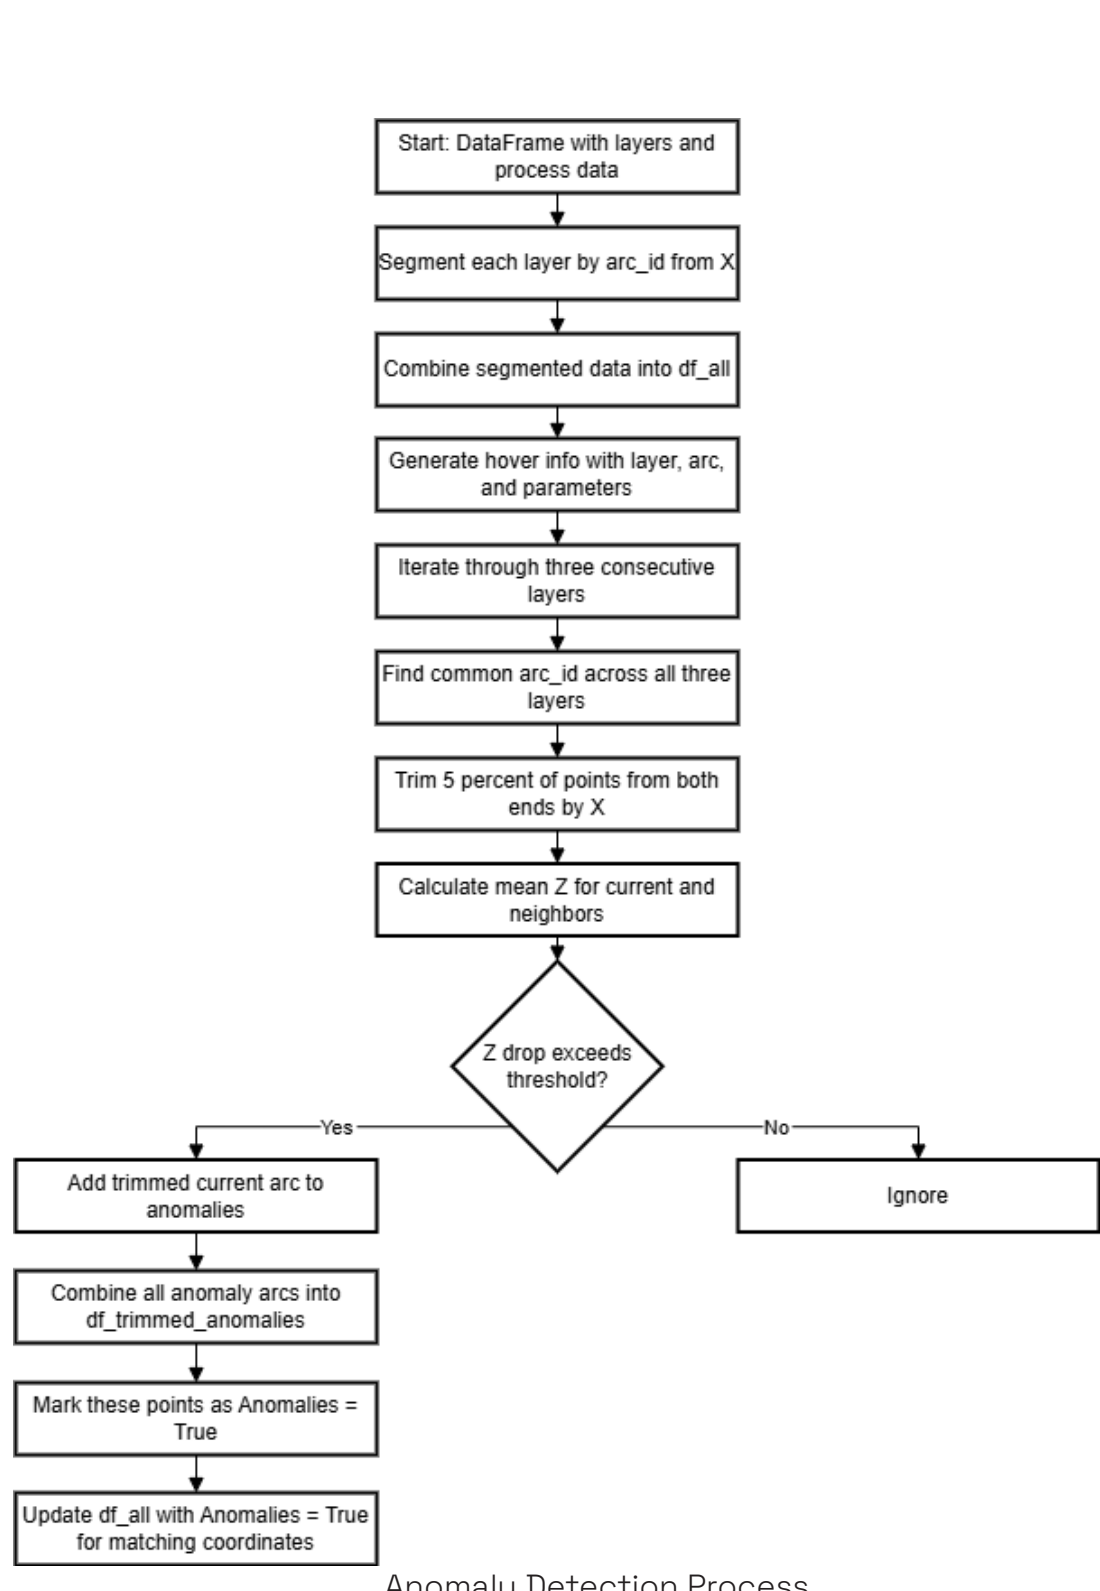 Start: DataFrame with layers and
process data
Segment each layer by arc_id from X
Combine segmented data into df_all
Generate hover info with layer, arc,
and parameters
Iterate through three consecutive
layers
Find common arc_id across all three
layers
Trim 5 percent of points from both
ends by X
Calculate mean Z for current and
neighbors
Z drop exceeds
threshold?
Yes
No
Add trimmed current arc to
anomalies
Ignore
Combine all anomaly arcs into
df_trimmed_anomalies
Mark these points as Anomalies =
True
Update df_all with Anomalies = True
for matching coordinates
Anomaly Detection Process